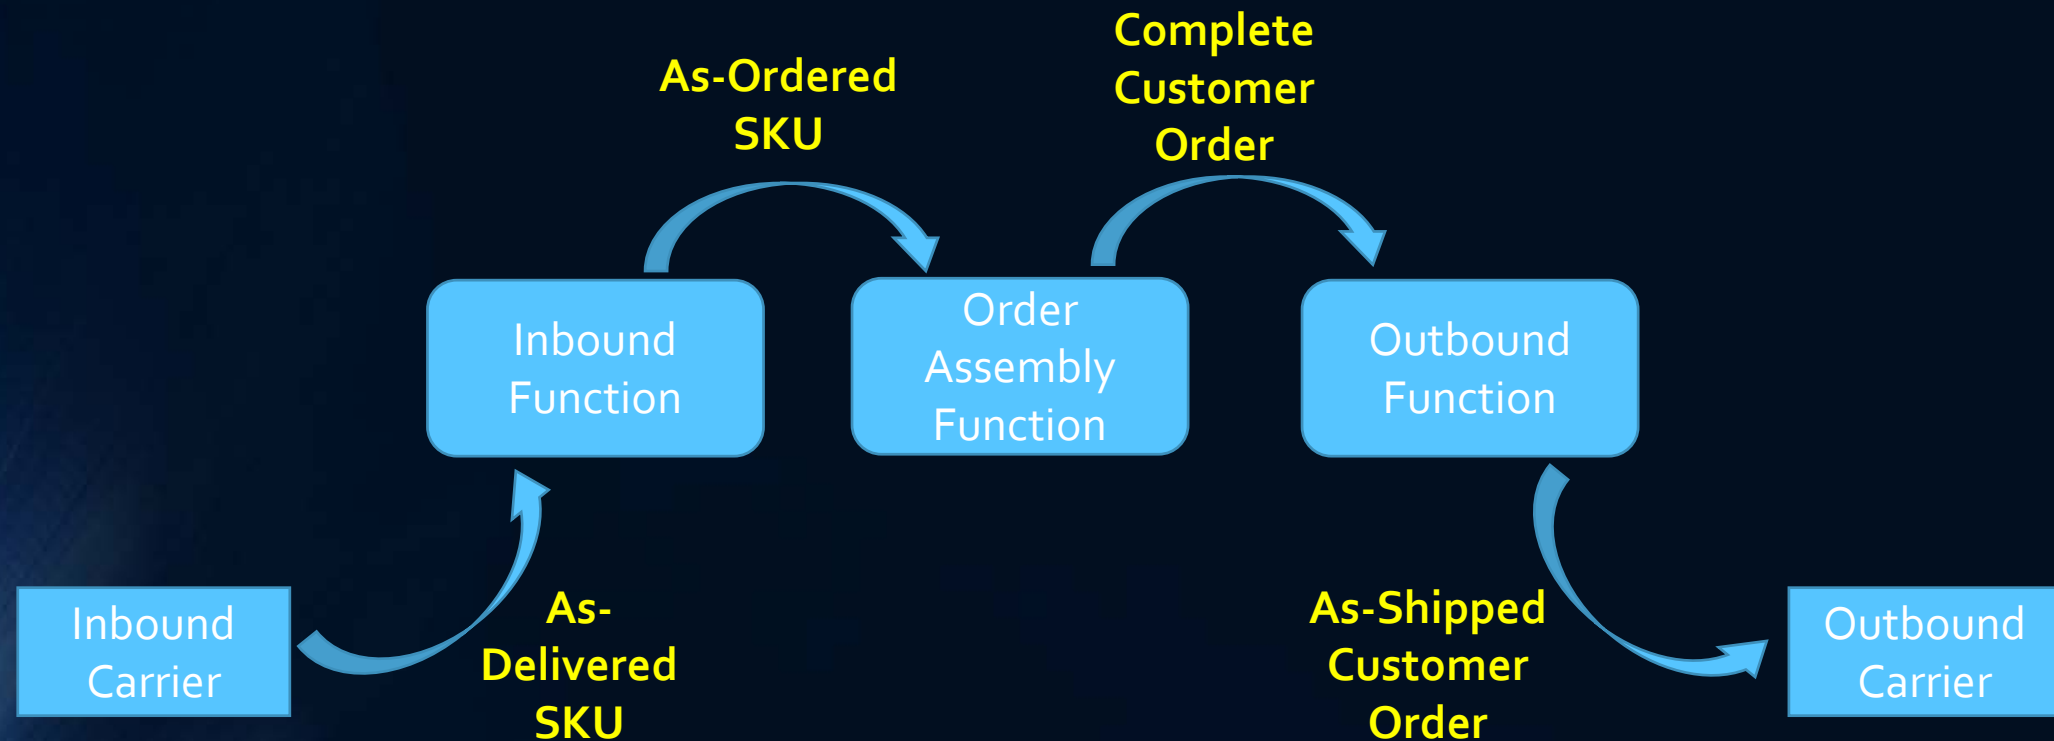 Complete
Customer
Order
As-Ordered
SKU
Inbound
Function
Order
Assembly
Function
Outbound
Function
Inbound
Carrier
As-
Delivered
SKU
As-Shipped
Customer
Order
Outbound
Carrier